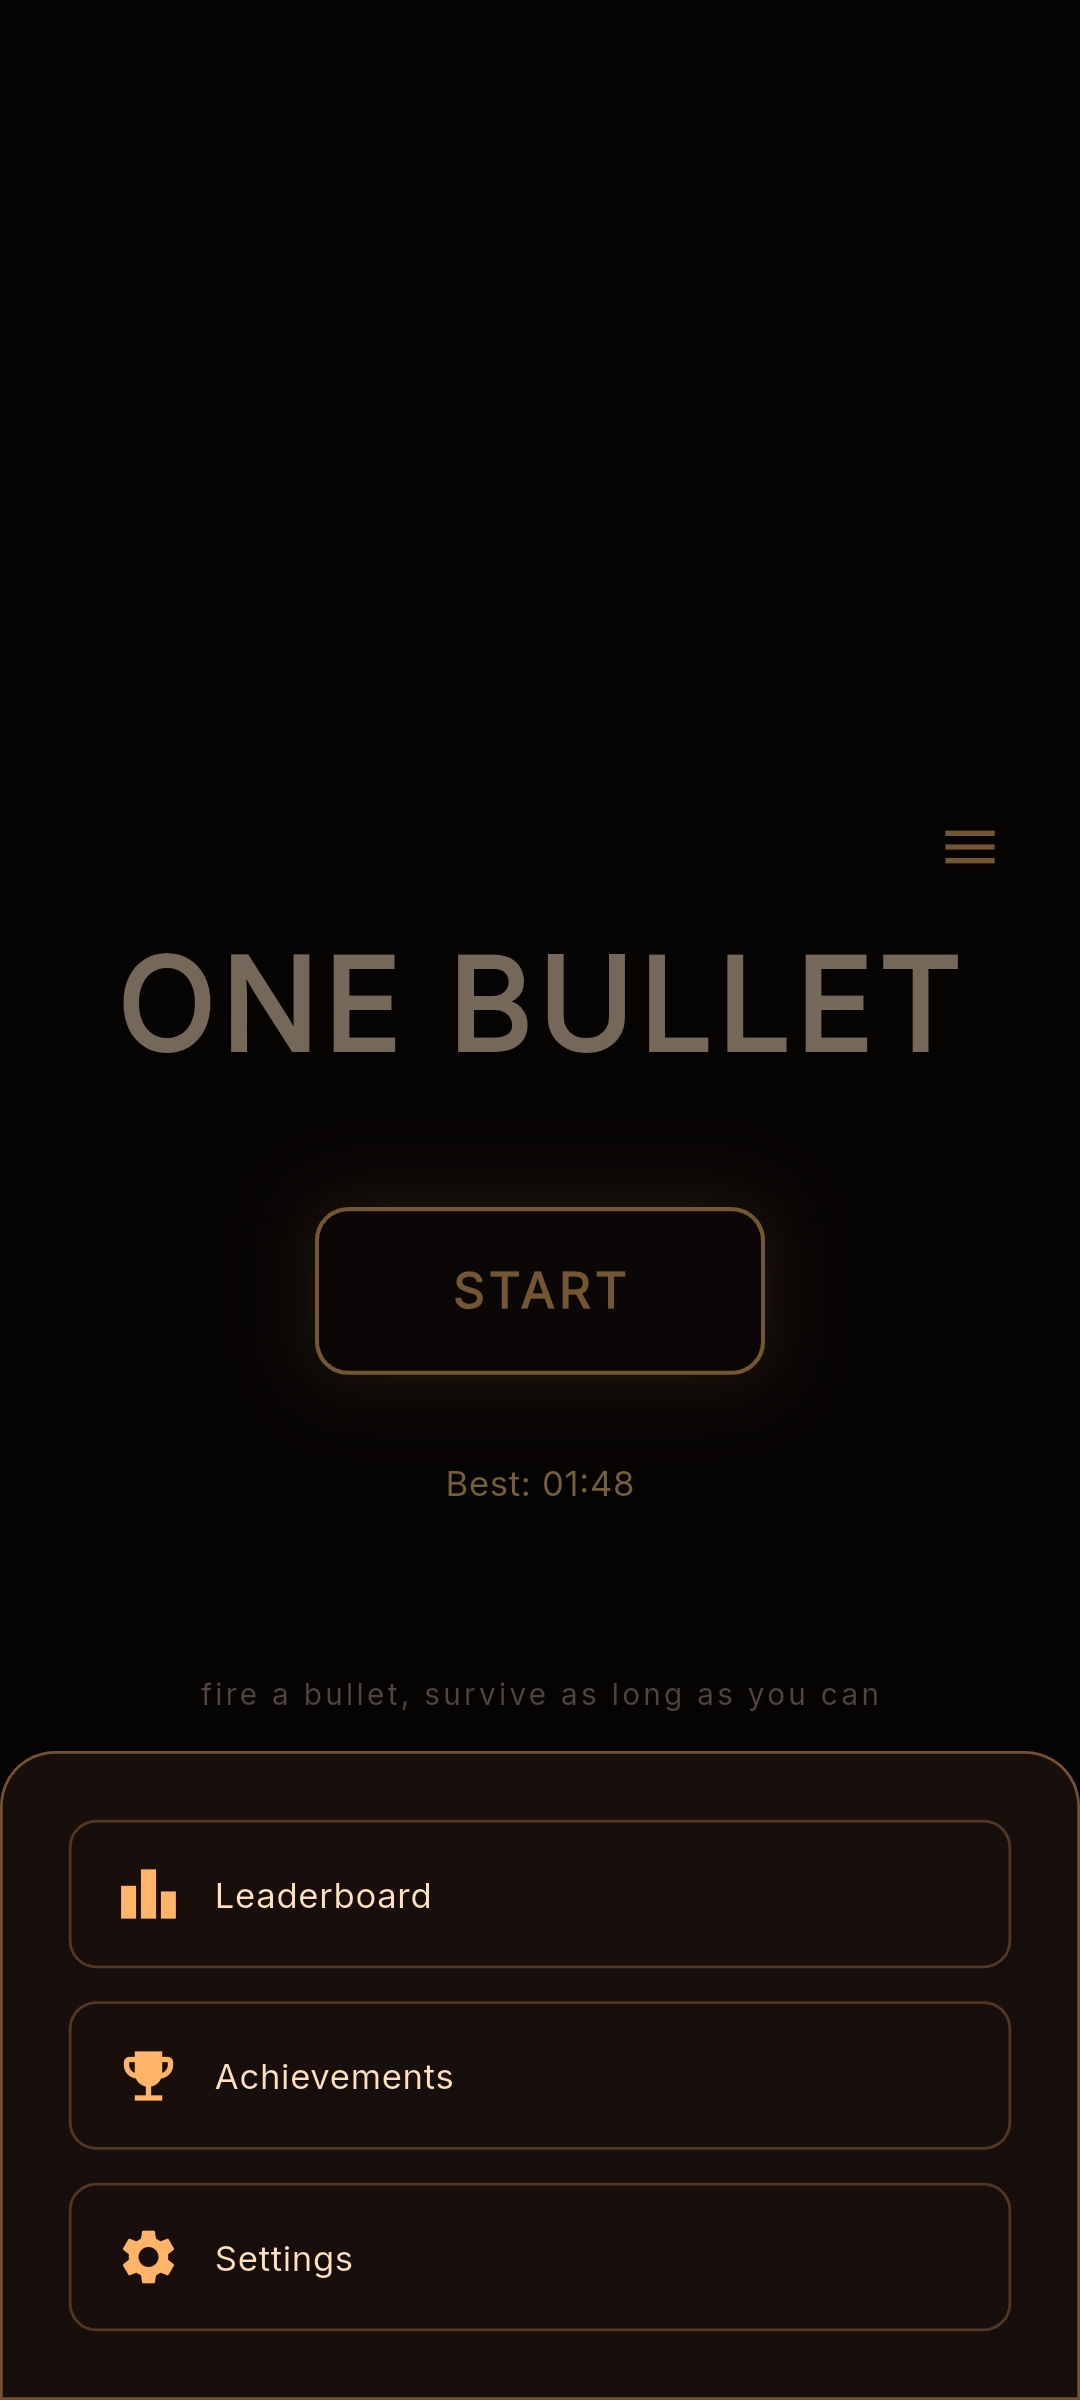 ONE BULLET
START
Best: 01:48
fire a bullet, survive as long as you can
Leaderboard
Achievements
Settings